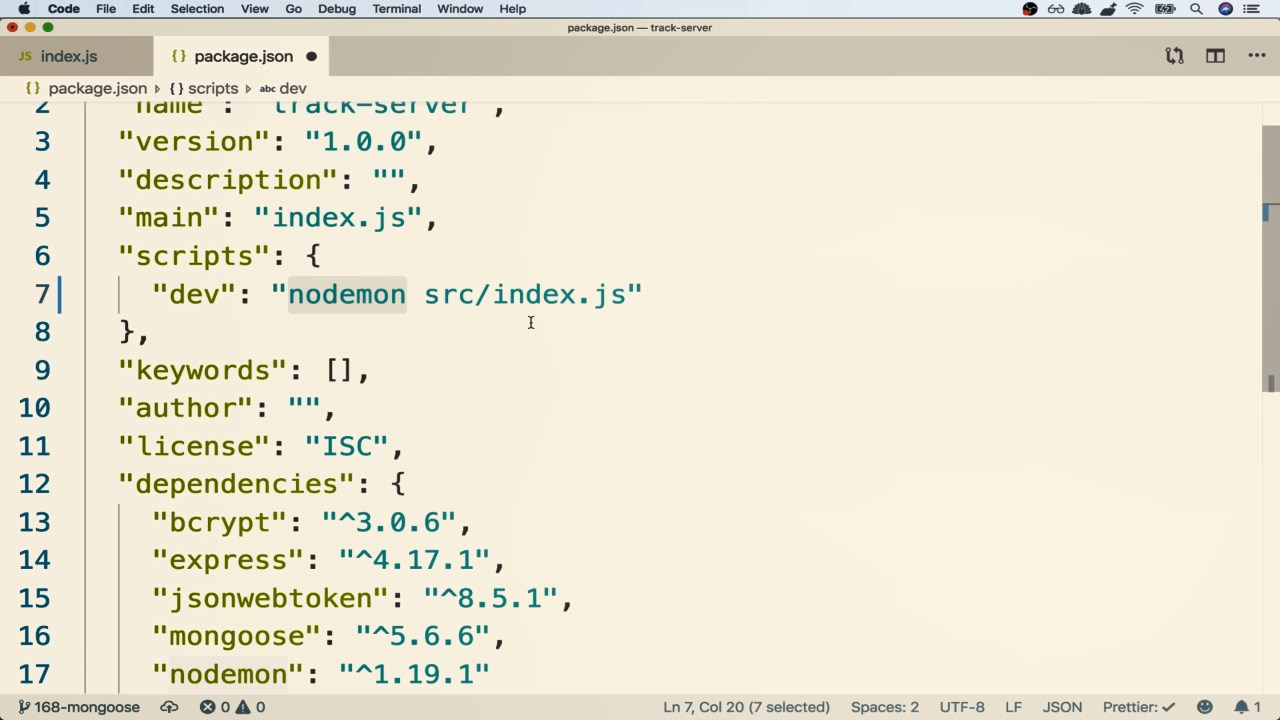 Code File Edit Selection View Go Debug Terminal Window Help
package.json — track-server
JS index.js {} package.json
{} package.json {} scripts abc dev
2 "name": "track-server",
3 "version": "1.0.0",
4 "description": "",
5 "main": "index.js",
6 "scripts": {
7 "dev": "nodemon src/index.js"
8 },
9 "keywords": [],
10 "author": "",
11 "license": "ISC",
12 "dependencies": {
13 "bcrypt": "^3.0.6",
14 "express": "^4.17.1",
15 "jsonwebtoken": "^8.5.1",
16 "mongoose": "^5.6.6",
17 "nodemon": "^1.19.1"
168-mongoose 0 0 Ln 7, Col 20 (7 selected) Spaces: 2 UTF-8 LF JSON Prettier: ✓ 1